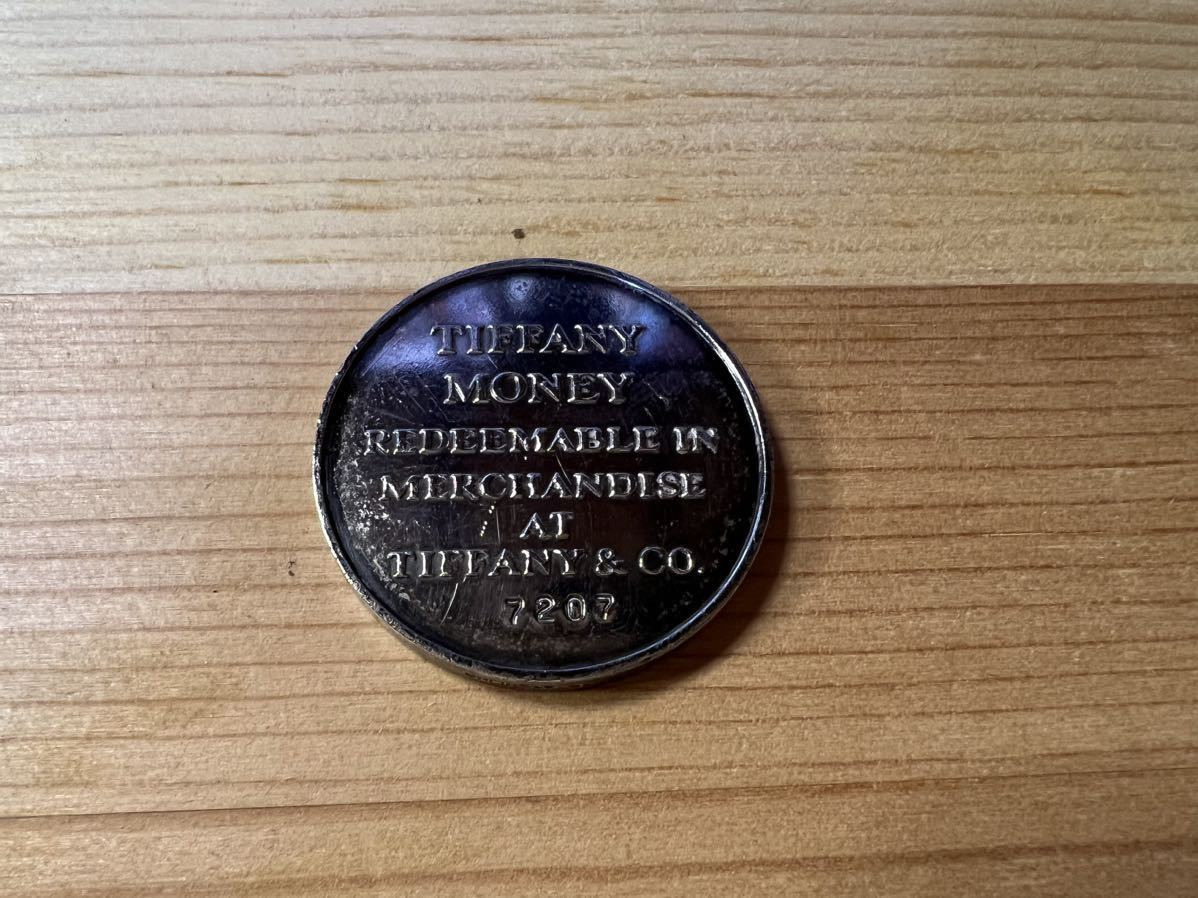 TIFFANY
MONEY
REDEEMABLE IN
MERCHANDISE
AT
TIFFANY & CO.
7207